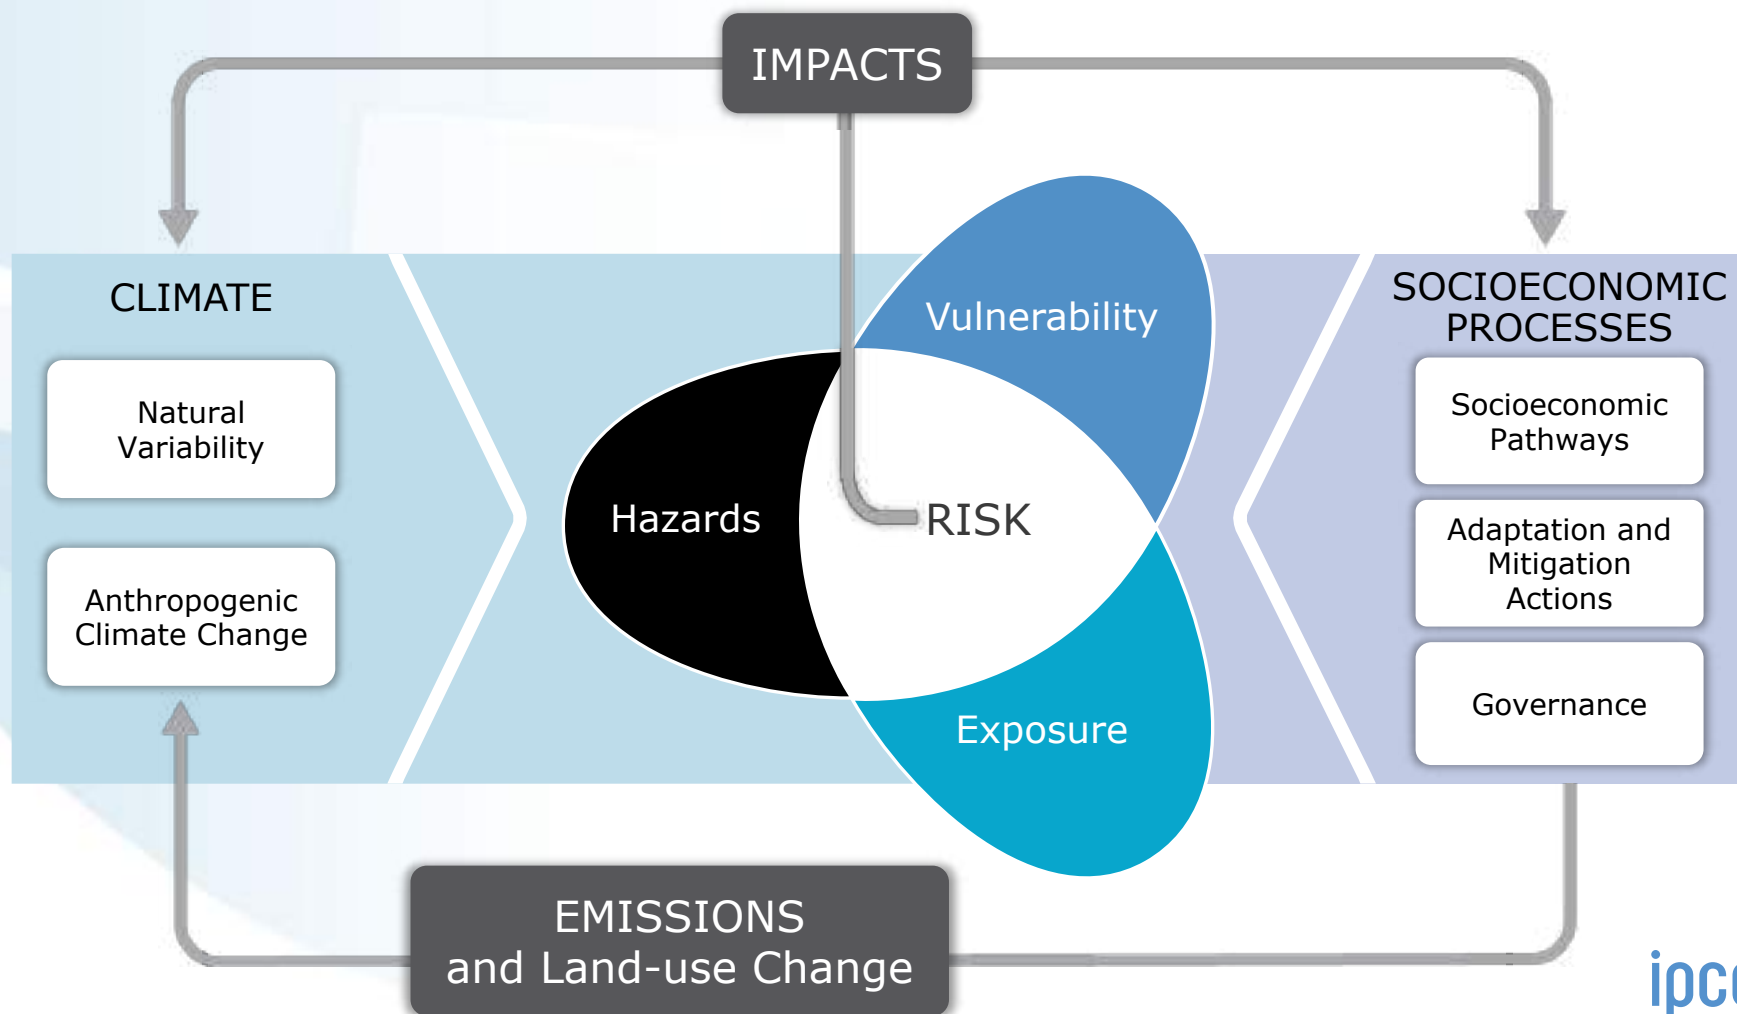 IMPACTS
CLIMATE
Natural
Variability
Anthropogenic
Climate Change
Vulnerability
Hazards
RISK
Exposure
SOCIOECONOMIC
PROCESSES
Socioeconomic
Pathways
Adaptation and
Mitigation
Actions
Governance
EMISSIONS
and Land-use Change
ipcc